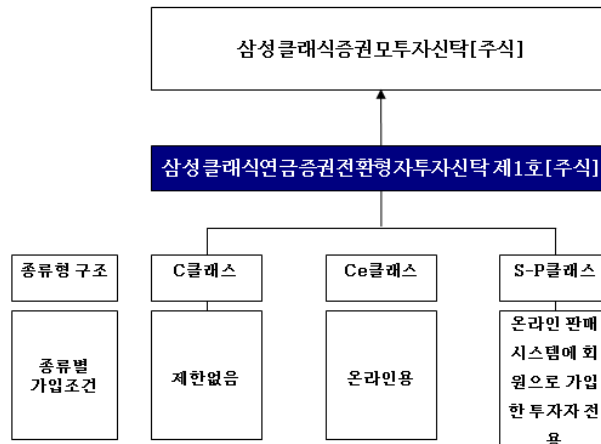 삼성클래식증권모투자신탁[주식]
삼성클래식연금증권전환형자투자신탁 제1호[주식]
종류형 구조
C클래스
Ce클래스
S-P클래스
종류별
가입조건
제한없음
온라인용
온라인 판매
시스템에 회
원으로 가입
한 투자자 전
용